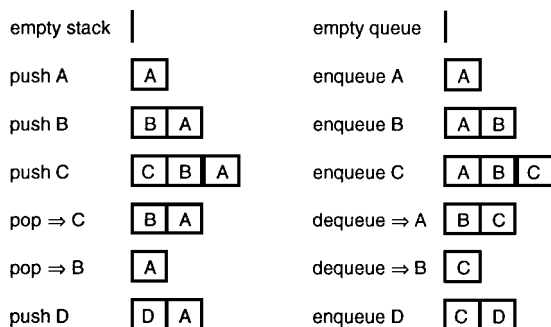 empty stack
push A A
push B B A
push C C B A
pop ⇒ C B A
pop ⇒ B A
push D D A
empty queue
enqueue A A
enqueue B A B
enqueue C A B C
dequeue ⇒ A B C
dequeue ⇒ B C
enqueue D C D